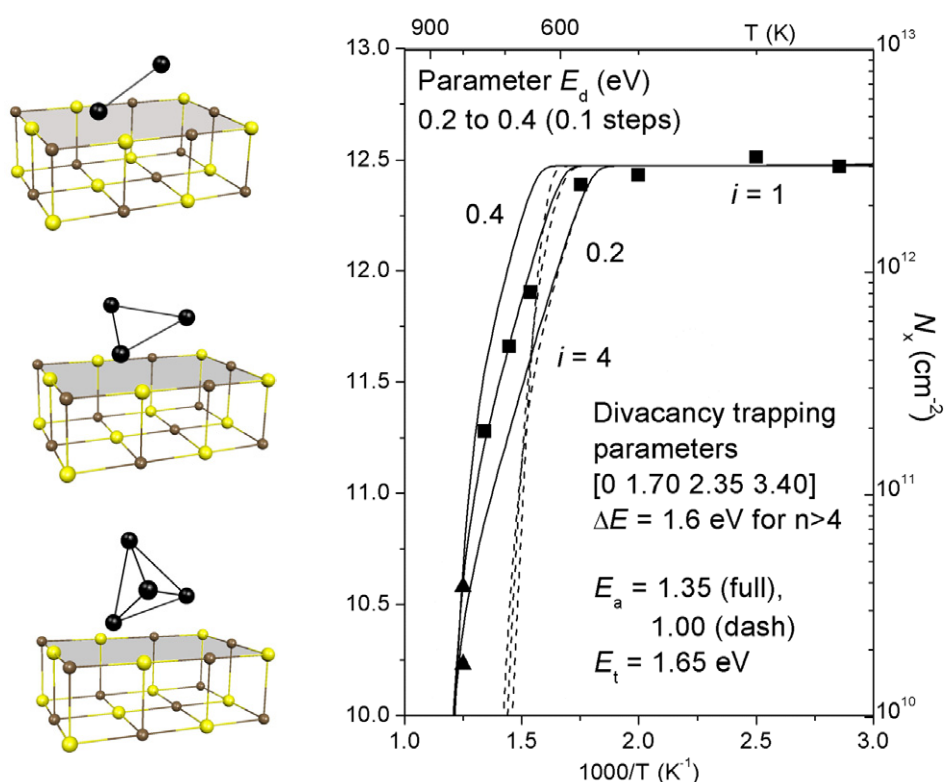 900
600
T (K)
13.0
12.5
12.0
11.5
11.0
10.5
10.0
Parameter E_d (eV)
0.2 to 0.4 (0.1 steps)
0.4
0.2
i = 1
i = 4
Divacancy trapping
parameters
[0 1.70 2.35 3.40]
ΔE = 1.6 eV for n>4
E_a = 1.35 (full),
1.00 (dash)
E_t = 1.65 eV
10^13
10^12
10^11
10^10
N_x (cm^-2)
1.0 1.5 2.0 2.5 3.0
1000/T (K^-1)